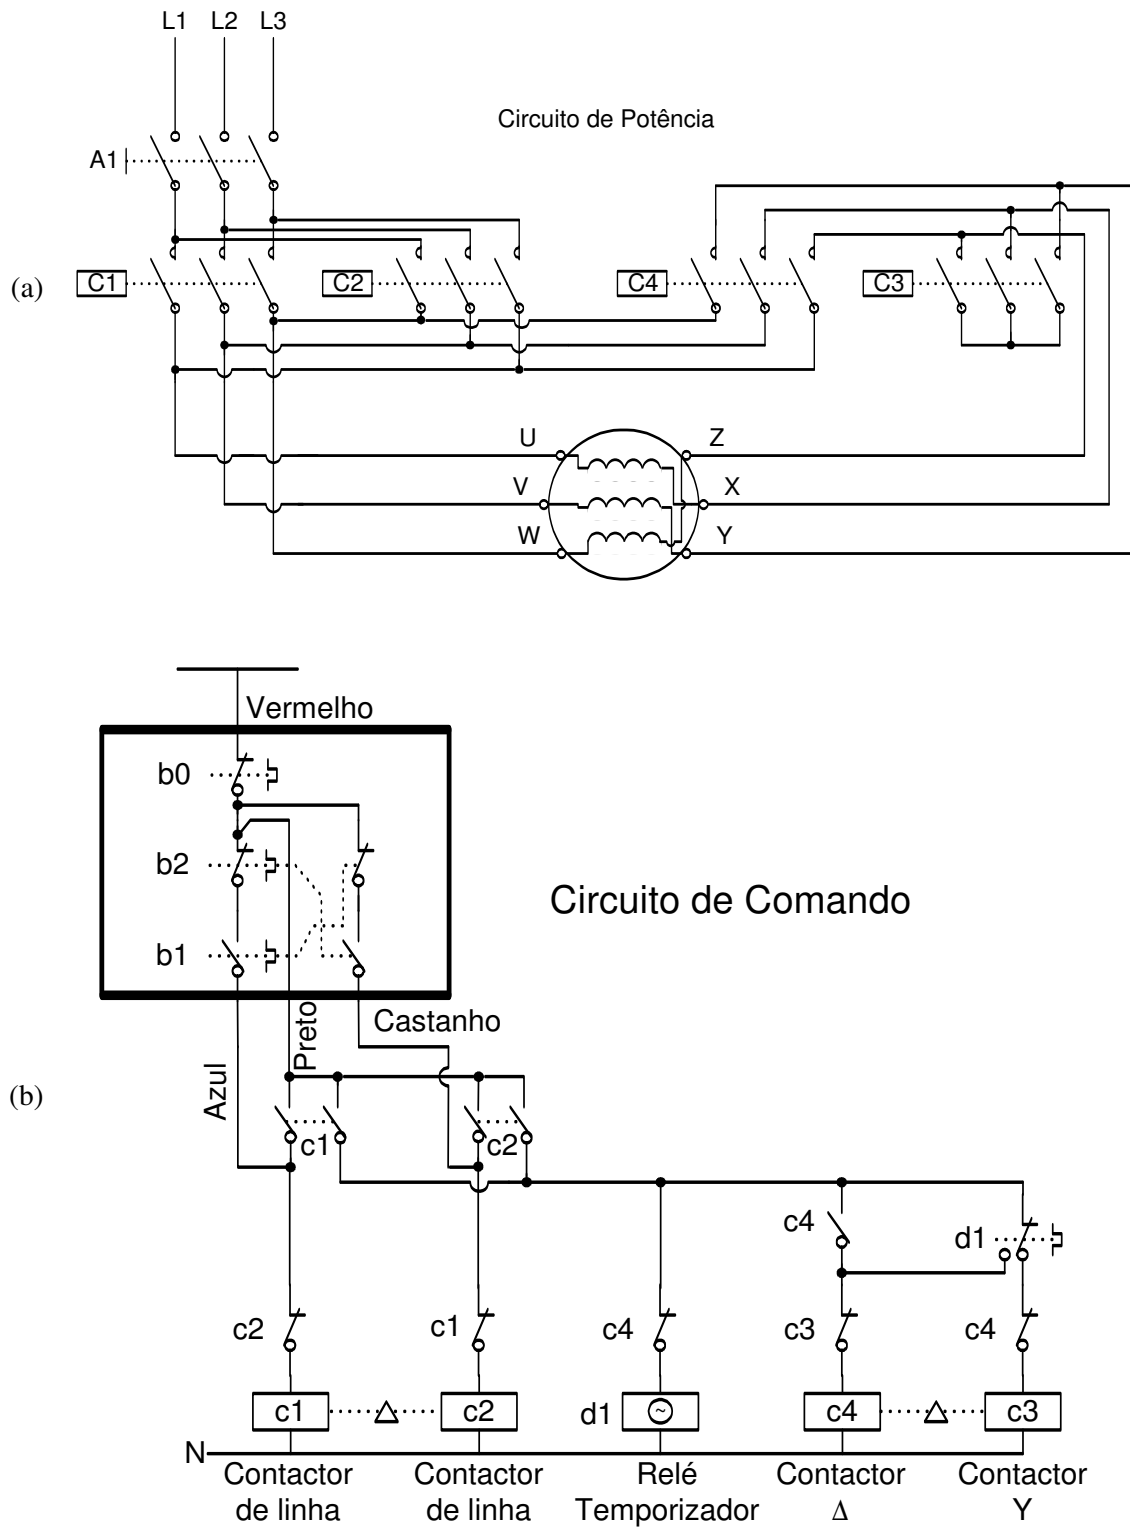 L1 L2 L3
Circuito de Potência
A1
(a)
C1 C2 C4 C3
U Z
V X
W Y
Vermelho
b0
b2
Circuito de Comando
b1
Preto
Castanho
Azul
(b)
c1 c2
c4
d1
c2 c1 c4 c3 c4
c1 c2 d1 ~ c4 c3
N
Contactor de linha
Contactor de linha
Relé Temporizador
Contactor Δ
Contactor Y